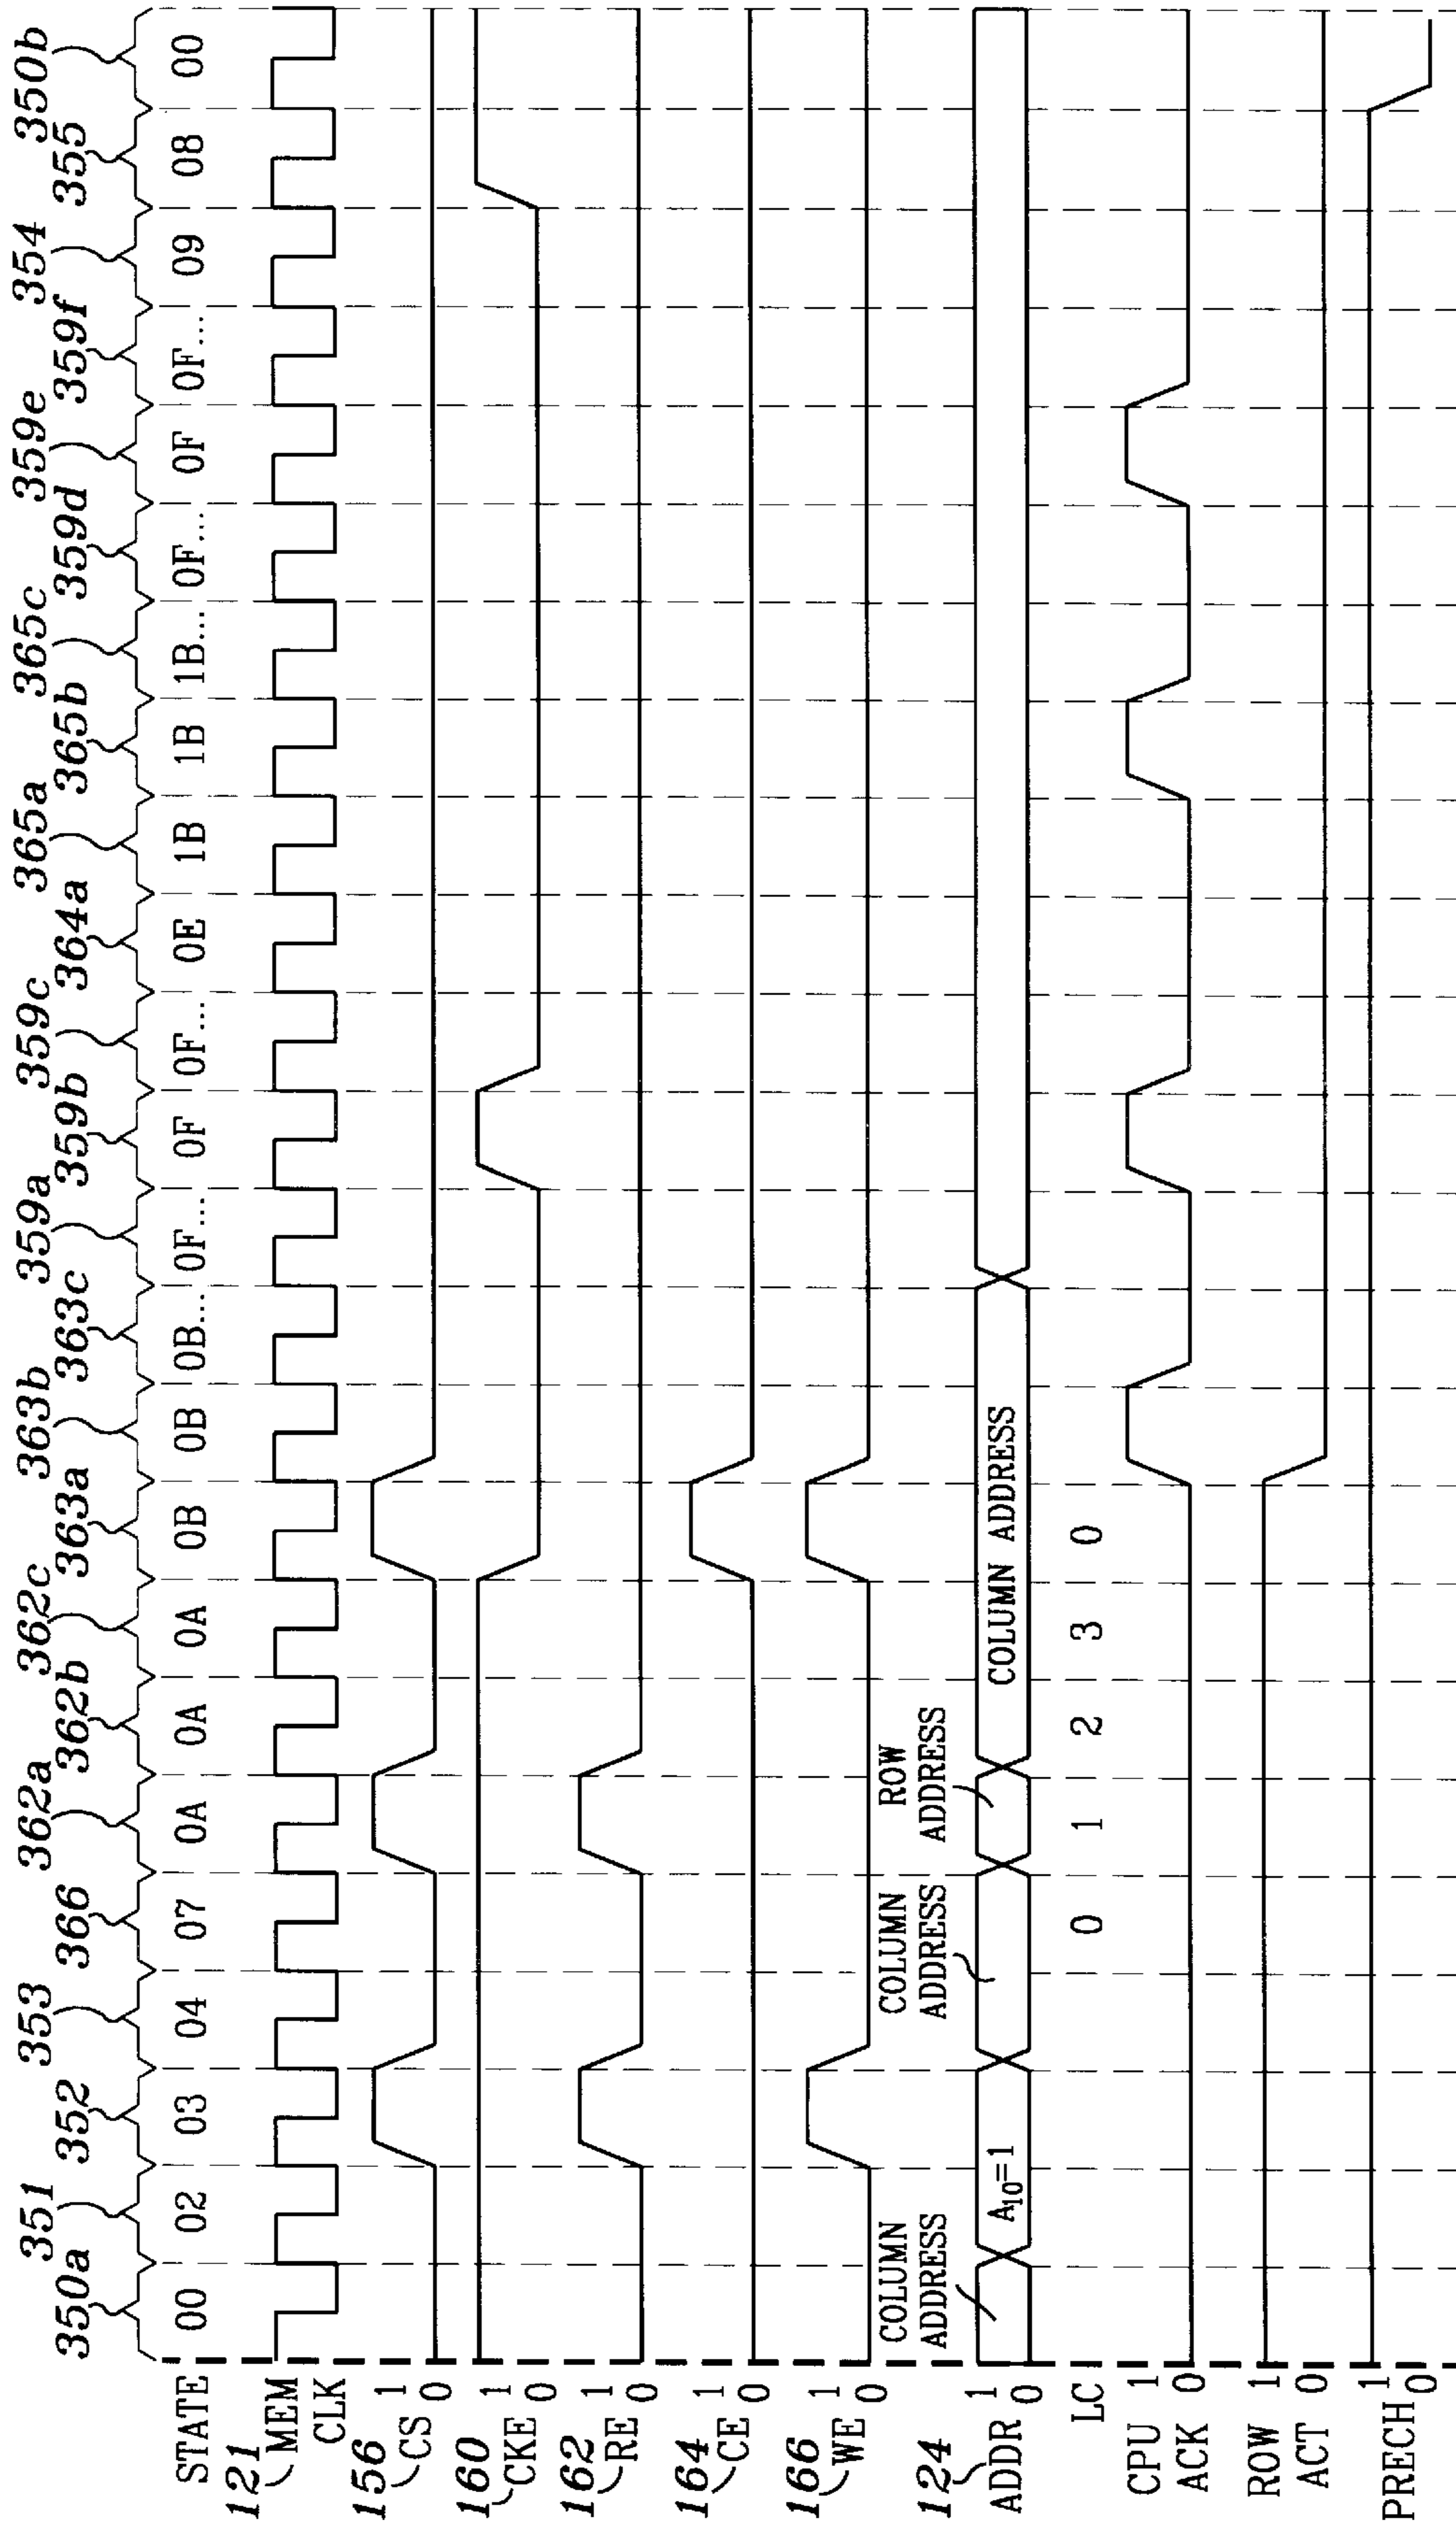 350a 351 352 353 366 362a 362b 362c 363a 363b 363c 359a 359b 359c 364a 365a 365b 365c 359d 359e 359f 354 355 350b
STATE 00 02 03 04 07 0A 0A 0A 0B 0B 0B... 0F... 0F 0F... 0E 1B 1B 1B... 0F... 0F 0F... 09 08 00
121
MEM
CLK
156
CS 1
0
160
CKE 1
0
162
RE 1
0
164
CE 1
0
166
WE 1
0
COLUMN
ADDRESS
COLUMN
ADDRESS
ROW
ADDRESS
124
ADDR 1
0
A10=1
COLUMN ADDRESS
LC 0 1 2 3 0
CPU 1
ACK 0
ROW 1
ACT 0
PRECH 1
0